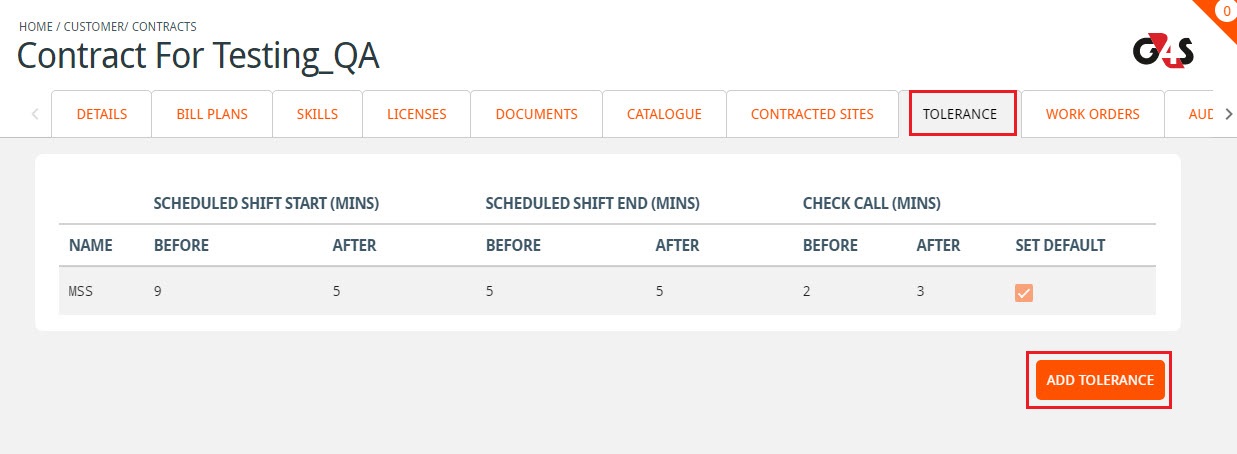 0
HOME / CUSTOMER/ CONTRACTS
Contract For Testing_QA
G4S
DETAILS BILL PLANS SKILLS LICENSES DOCUMENTS CATALOGUE CONTRACTED SITES TOLERANCE WORK ORDERS AUD
SCHEDULED SHIFT START (MINS) SCHEDULED SHIFT END (MINS) CHECK CALL (MINS)
NAME BEFORE AFTER BEFORE AFTER BEFORE AFTER SET DEFAULT
MSS 9 5 5 5 2 3
ADD TOLERANCE